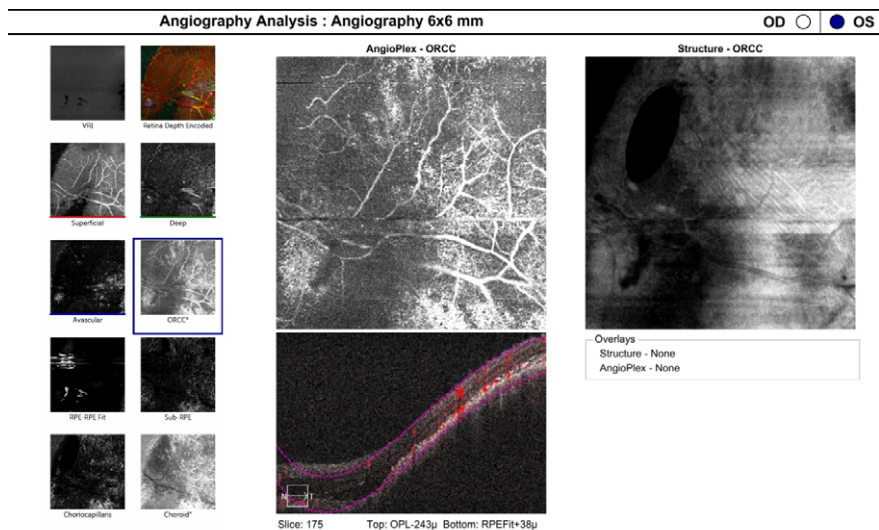 Angiography Analysis : Angiography 6x6 mm
OD
OS
VRI
Retina Depth Encoded
Superficial
Deep
Avascular
ORCC*
RPE-RPE Fit
Sub-RPE
Choriocapillaris
Choroid*
AngioPlex - ORCC
N
T
Slice: 175 Top: OPL-243µ Bottom: RPEFit+38µ
Structure - ORCC
Overlays
Structure - None
AngioPlex - None